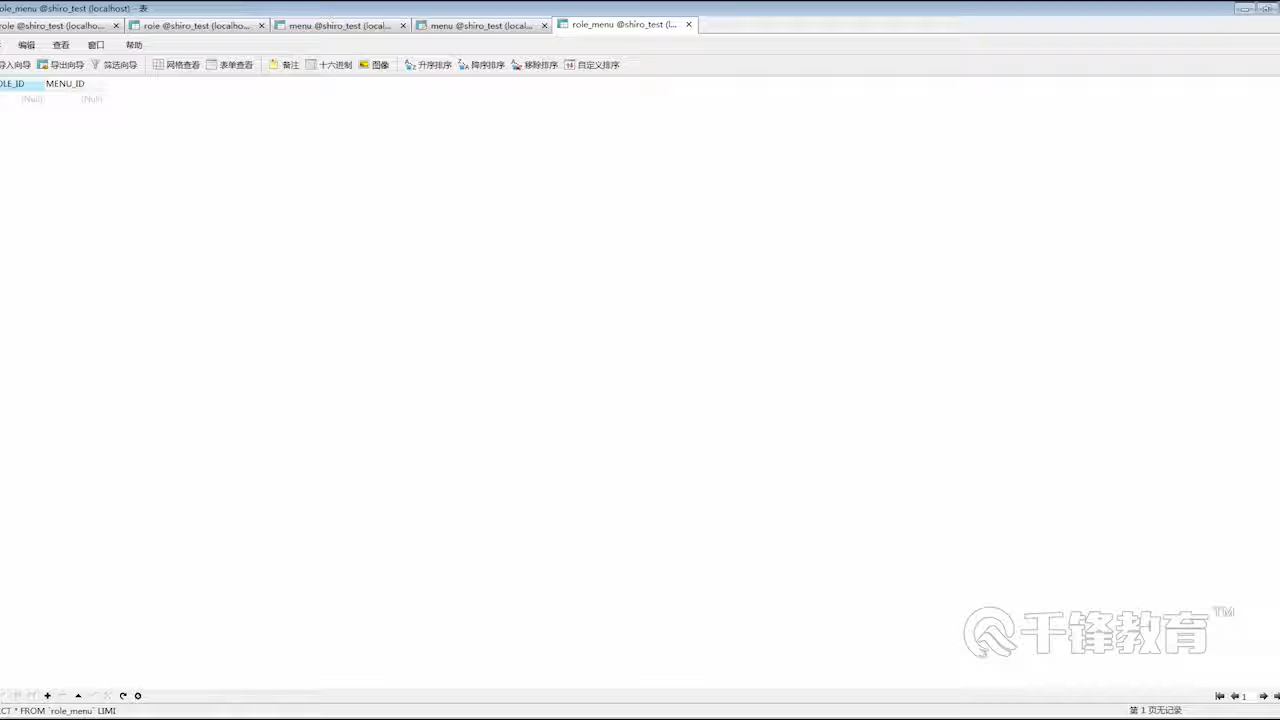 ole_menu @shiro_test (localhost) - 表
role @shiro_test (localho... role @shiro_test (localho... menu @shiro_test (local... menu @shiro_test (local... role_menu @shiro_test (l...
编辑 查看 窗口 帮助
导入向导 导出向导 筛选向导 网格查看 表单查看 备注 十六进制 图像 升序排序 降序排序 移除排序 自定义排序
OLE_ID MENU_ID
(Null) (Null)
千锋教育™
1
CT * FROM `role_menu` LIMI 第 1 页无记录